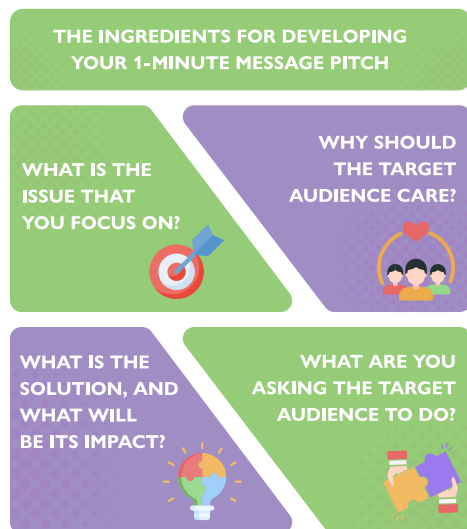 THE INGREDIENTS FOR DEVELOPING
YOUR 1-MINUTE MESSAGE PITCH
WHAT IS THE
ISSUE THAT
YOU FOCUS ON?
WHY SHOULD
THE TARGET
AUDIENCE CARE?
WHAT IS THE
SOLUTION, AND
WHAT WILL
BE ITS IMPACT?
WHAT ARE YOU
ASKING THE TARGET
AUDIENCE TO DO?